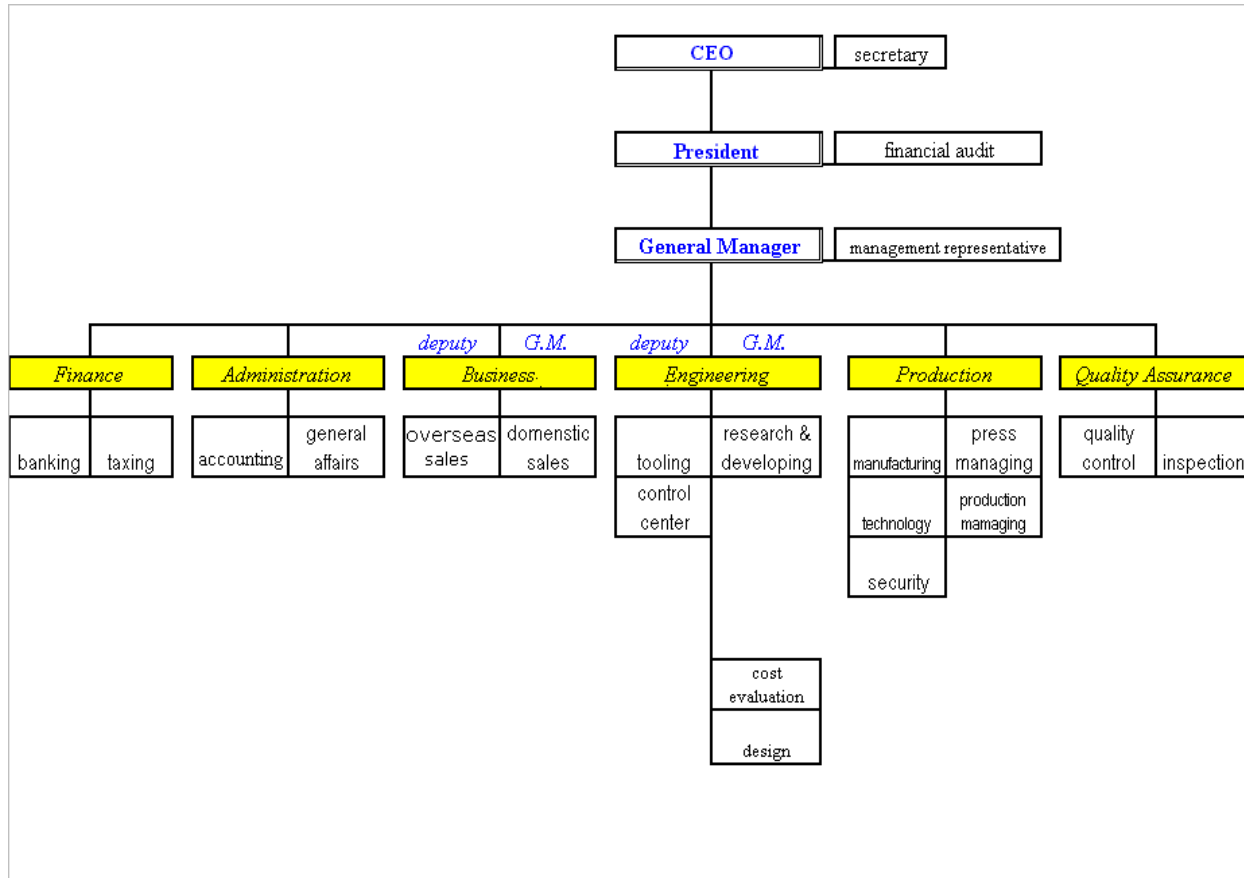 CEO
secretary
President
financial audit
General Manager
management representative
deputy G.M.
deputy G.M.
Finance
Administration
Business.
Engineering
Production
Quality Assurance
banking
taxing
accounting
general
affairs
overseas
sales
domenstic
sales
tooling
research &
developing
control
center
manufacturing
press
managing
technology
production
mamaging
security
quality
control
inspection
cost
evaluation
design